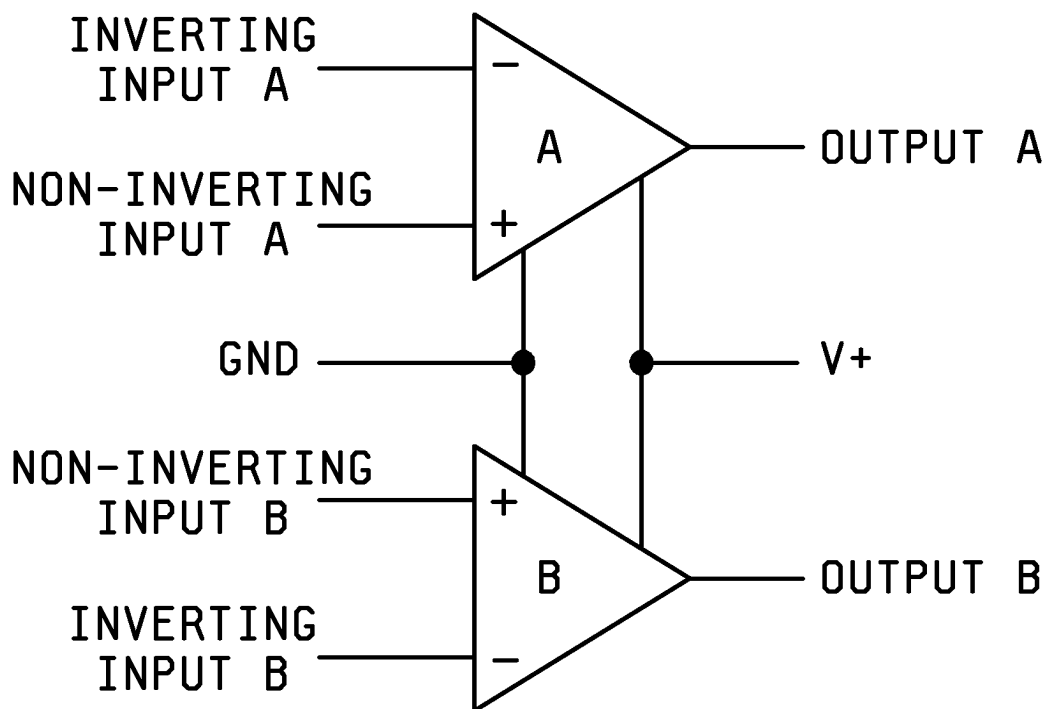 INVERTING
INPUT A
−
A
OUTPUT A
NON-INVERTING
INPUT A
+
GND
V+
NON-INVERTING
INPUT B
+
B
OUTPUT B
INVERTING
INPUT B
−